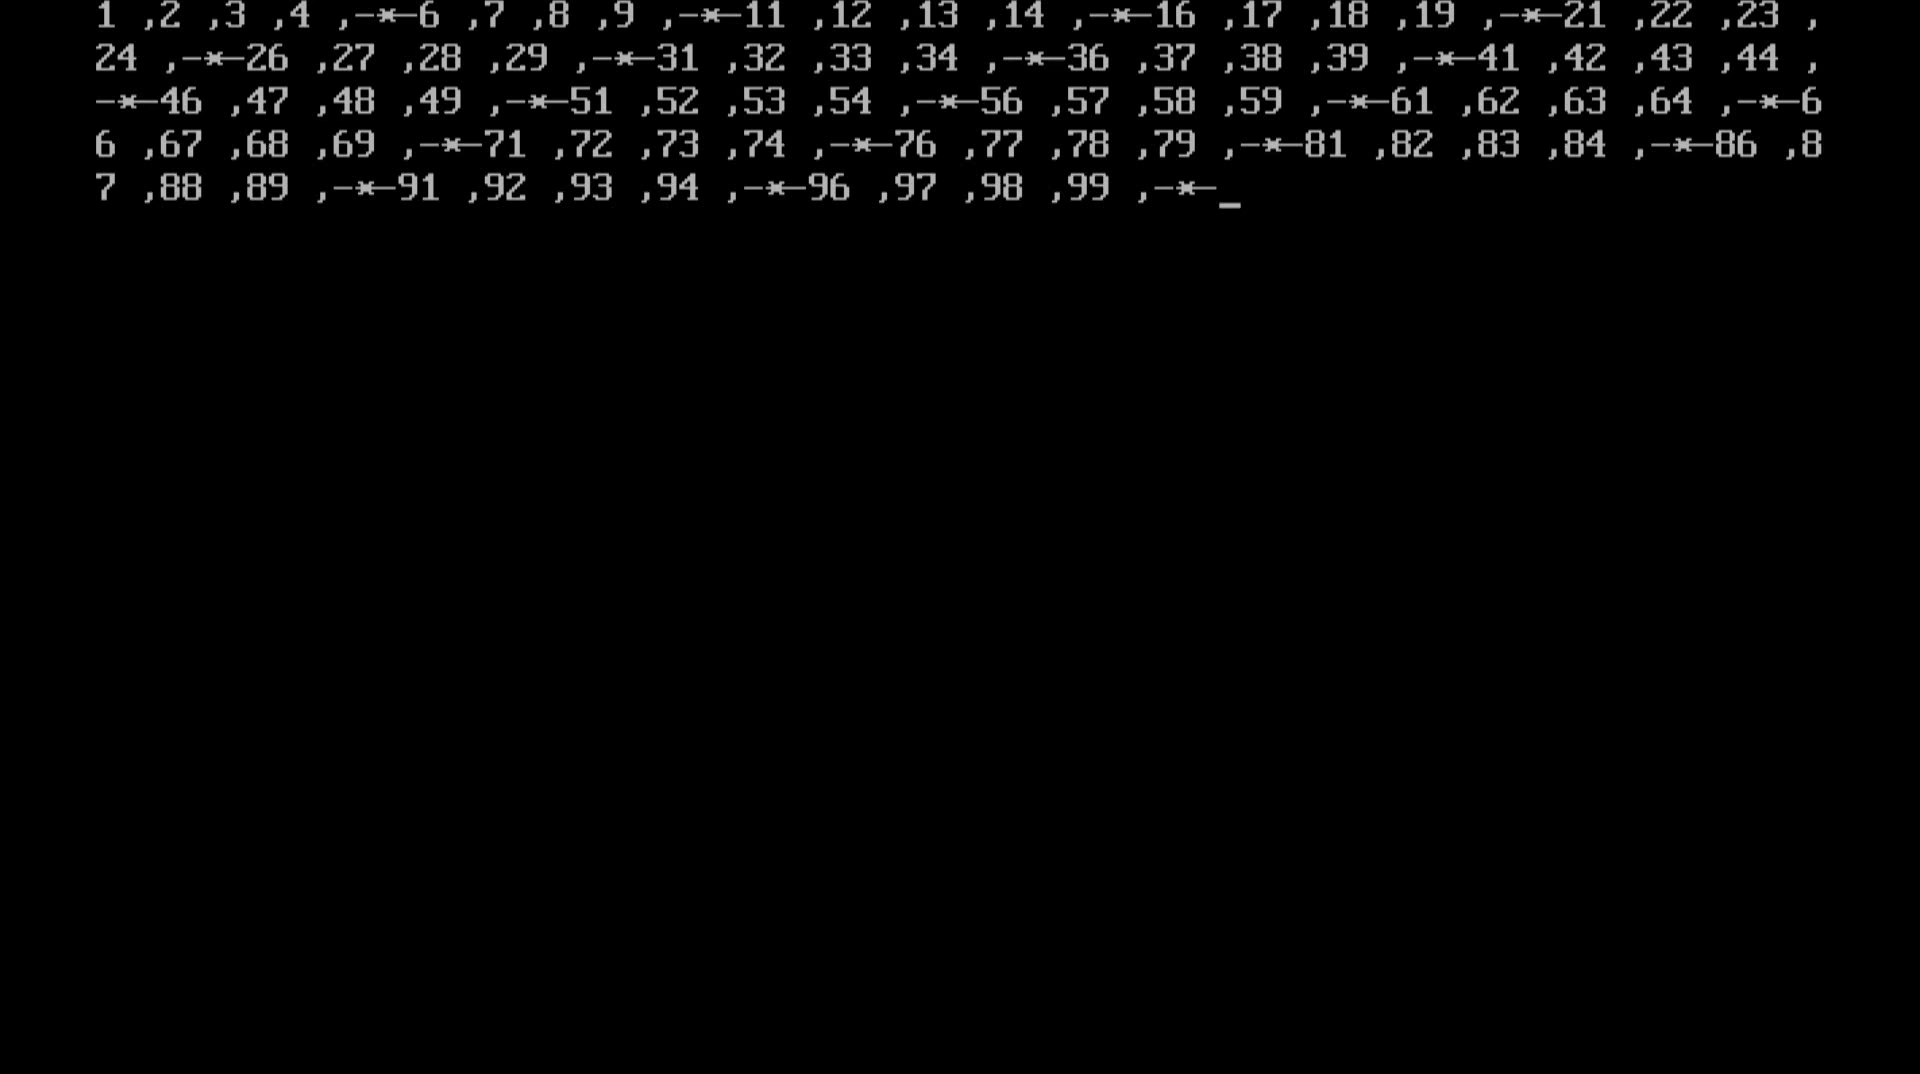 1 ,2 ,3 ,4 ,-*-6 ,7 ,8 ,9 ,-*-11 ,12 ,13 ,14 ,-*-16 ,17 ,18 ,19 ,-*-21 ,22 ,23 ,
24 ,-*-26 ,27 ,28 ,29 ,-*-31 ,32 ,33 ,34 ,-*-36 ,37 ,38 ,39 ,-*-41 ,42 ,43 ,44 ,
-*-46 ,47 ,48 ,49 ,-*-51 ,52 ,53 ,54 ,-*-56 ,57 ,58 ,59 ,-*-61 ,62 ,63 ,64 ,-*-6
6 ,67 ,68 ,69 ,-*-71 ,72 ,73 ,74 ,-*-76 ,77 ,78 ,79 ,-*-81 ,82 ,83 ,84 ,-*-86 ,8
7 ,88 ,89 ,-*-91 ,92 ,93 ,94 ,-*-96 ,97 ,98 ,99 ,-*-_